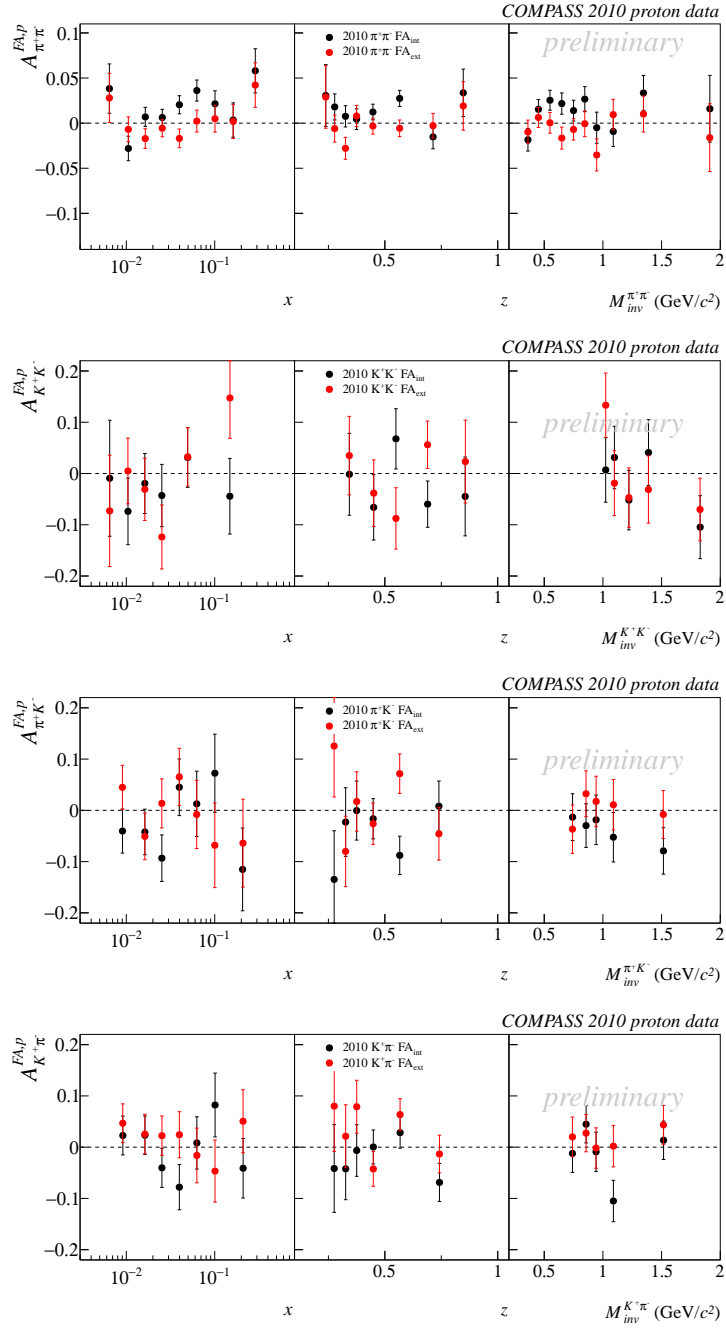 COMPASS 2010 proton data
A^{FA,p}_{π⁺π⁻}
2010 π⁺π⁻ FA_int
2010 π⁺π⁻ FA_ext
preliminary
0.1
0.05
0
−0.05
−0.1
10⁻² 10⁻¹ 0.5 1 0.5 1 1.5 2
x z M^{π⁺π⁻}_{inv} (GeV/c²)
COMPASS 2010 proton data
A^{FA,p}_{K⁺K⁻}
2010 K⁺K⁻ FA_int
2010 K⁺K⁻ FA_ext
preliminary
0.2
0.1
0
−0.1
−0.2
10⁻² 10⁻¹ 0.5 1 0.5 1 1.5 2
x z M^{K⁺K⁻}_{inv} (GeV/c²)
COMPASS 2010 proton data
A^{FA,p}_{π⁺K⁻}
2010 π⁺K⁻ FA_int
2010 π⁺K⁻ FA_ext
preliminary
0.2
0.1
0
−0.1
−0.2
10⁻² 10⁻¹ 0.5 1 0.5 1 1.5 2
x z M^{π⁺K⁻}_{inv} (GeV/c²)
COMPASS 2010 proton data
A^{FA,p}_{K⁺π⁻}
2010 K⁺π⁻ FA_int
2010 K⁺π⁻ FA_ext
preliminary
0.2
0.1
0
−0.1
−0.2
10⁻² 10⁻¹ 0.5 1 0.5 1 1.5 2
x z M^{K⁺π⁻}_{inv} (GeV/c²)